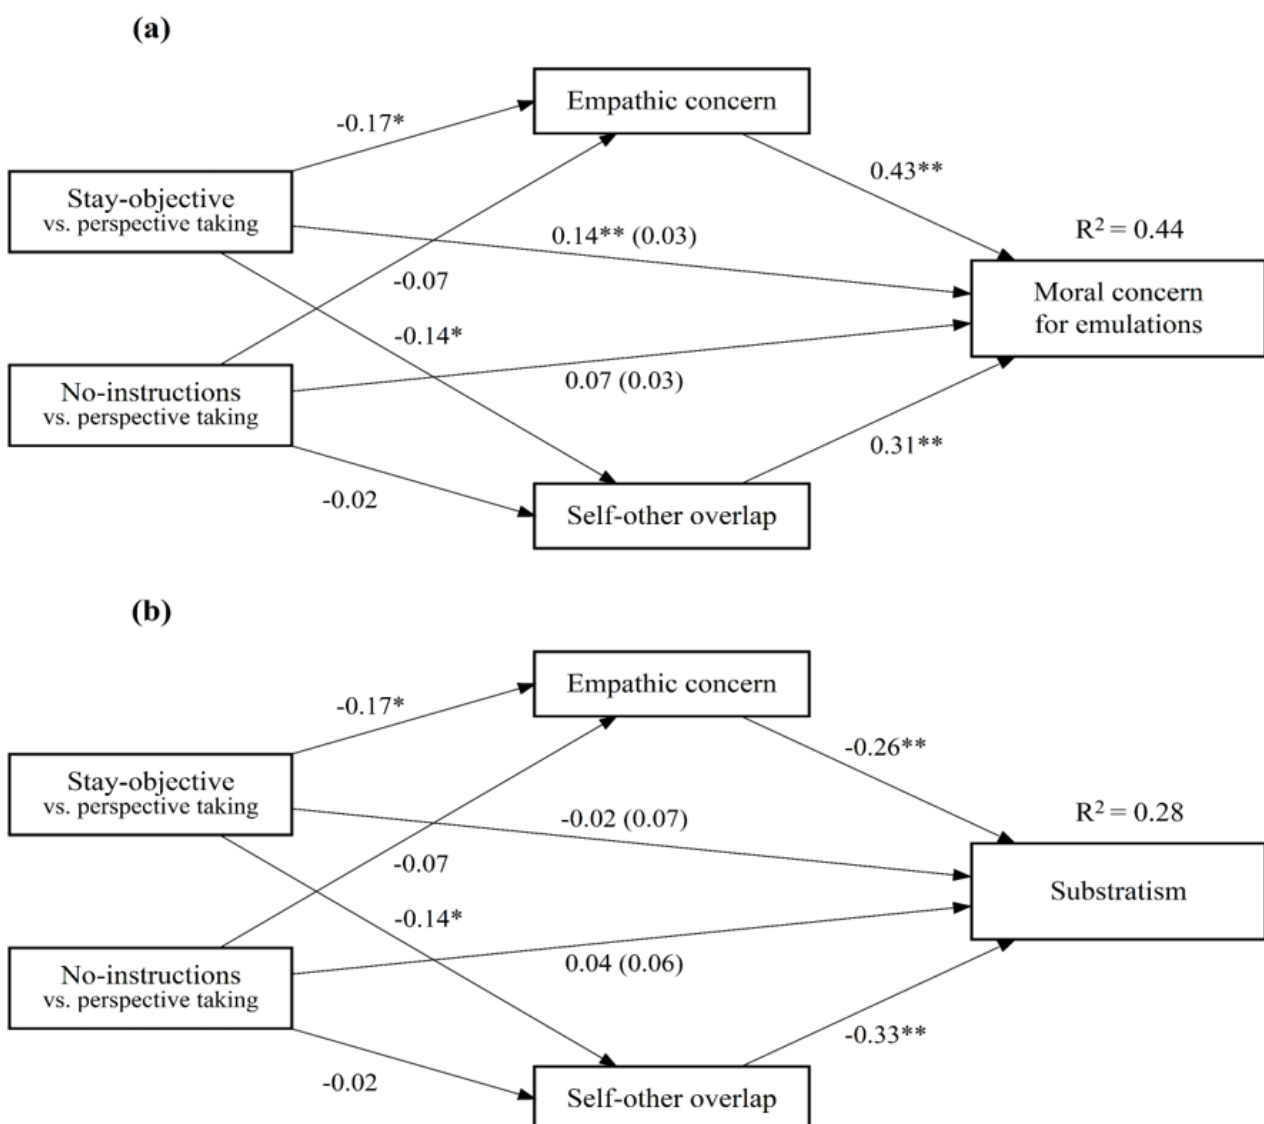 (a)
Empathic concern
-0.17*
0.43**
Stay-objective
vs. perspective taking
0.14** (0.03)
R² = 0.44
-0.07
Moral concern
for emulations
-0.14*
No-instructions
vs. perspective taking
0.07 (0.03)
0.31**
-0.02
Self-other overlap
(b)
Empathic concern
-0.17*
-0.26**
Stay-objective
vs. perspective taking
-0.02 (0.07)
R² = 0.28
-0.07
Substratism
-0.14*
No-instructions
vs. perspective taking
0.04 (0.06)
-0.33**
-0.02
Self-other overlap